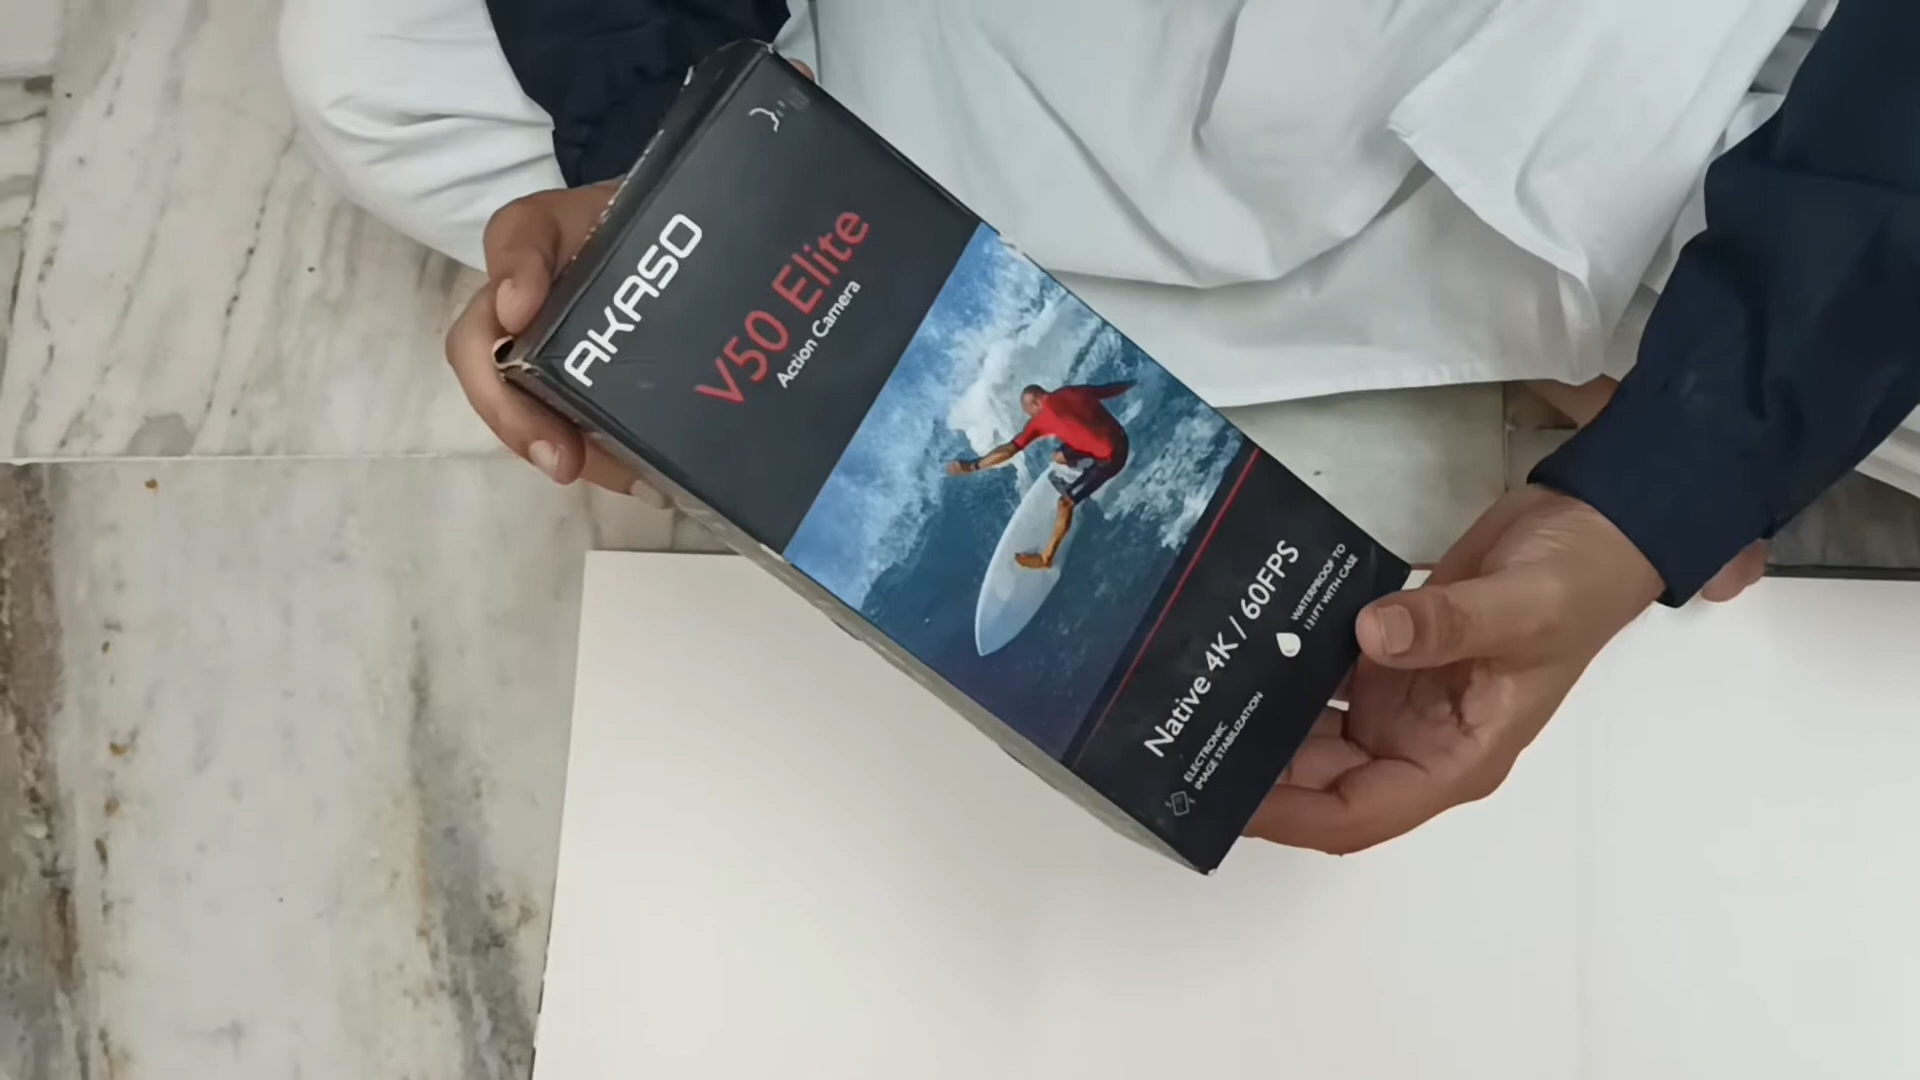 AKASO
V50 Elite
Action Camera
Native 4K / 60FPS
ELECTRONIC
IMAGE STABILIZATION
WATERPROOF TO
131FT WITH CASE